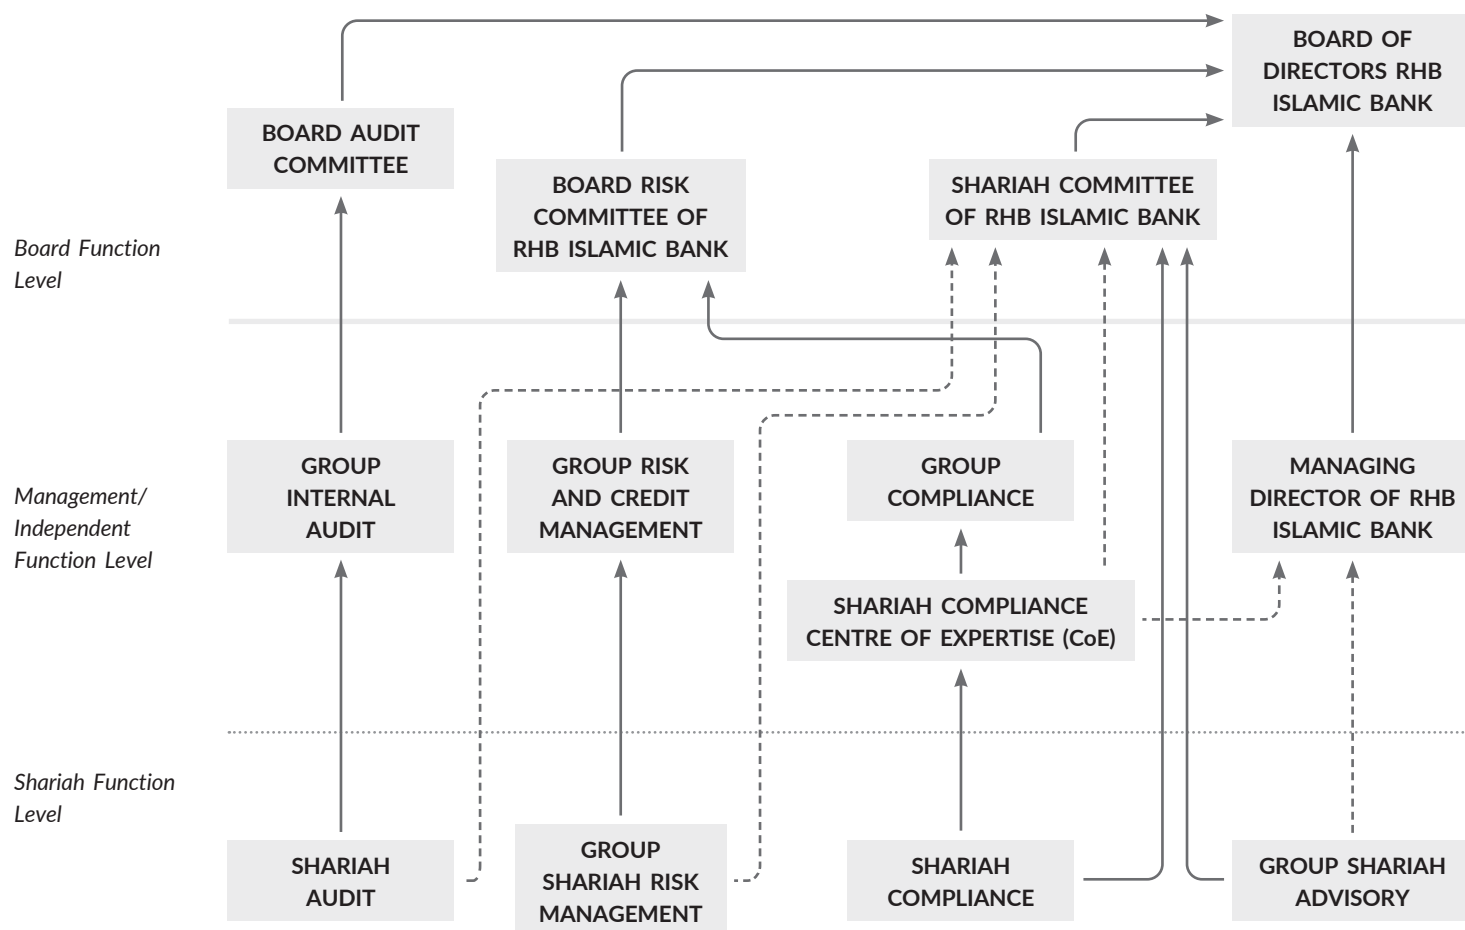 BOARD OF
DIRECTORS RHB
ISLAMIC BANK
BOARD AUDIT
COMMITTEE
BOARD RISK
COMMITTEE OF
RHB ISLAMIC BANK
SHARIAH COMMITTEE
OF RHB ISLAMIC BANK
Board Function
Level
GROUP
INTERNAL
AUDIT
GROUP RISK
AND CREDIT
MANAGEMENT
GROUP
COMPLIANCE
MANAGING
DIRECTOR OF RHB
ISLAMIC BANK
Management/
Independent
Function Level
SHARIAH COMPLIANCE
CENTRE OF EXPERTISE (CoE)
Shariah Function
Level
SHARIAH
AUDIT
GROUP
SHARIAH RISK
MANAGEMENT
SHARIAH
COMPLIANCE
GROUP SHARIAH
ADVISORY